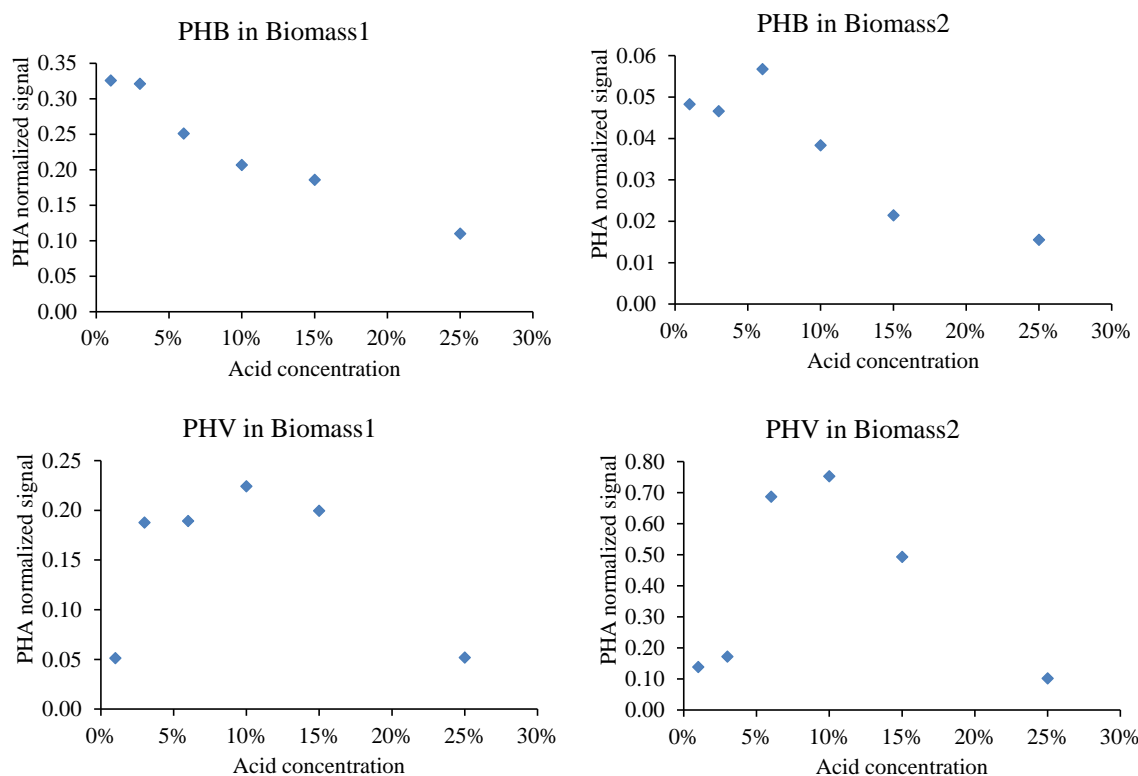 PHB in Biomass1
PHA normalized signal
0.35
0.30
0.25
0.20
0.15
0.10
0.05
0.00
0% 5% 10% 15% 20% 25% 30%
Acid concentration
PHB in Biomass2
PHA normalized signal
0.06
0.05
0.04
0.03
0.02
0.01
0.00
0% 5% 10% 15% 20% 25% 30%
Acid concentration
PHV in Biomass1
PHA normalized signal
0.25
0.20
0.15
0.10
0.05
0.00
0% 5% 10% 15% 20% 25% 30%
Acid concentration
PHV in Biomass2
PHA normalized signal
0.80
0.70
0.60
0.50
0.40
0.30
0.20
0.10
0.00
0% 5% 10% 15% 20% 25% 30%
Acid concentration